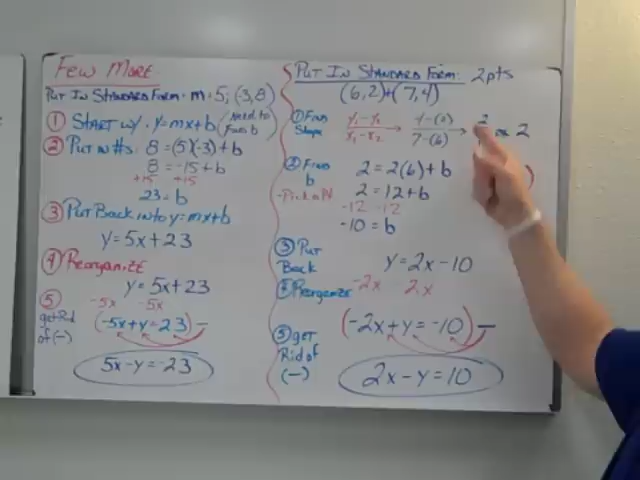 FEW MORE
PUT IN STANDARD FORM: m=5; (3,8)
① START W/ y=mx+b (Need to Find b)
② PUT IN #s: 8=(5)(-3)+b
8 = -15+b
+15 +15
23=b
③ PUT BACK INTO y=mx+b
y=5x+23
④ Reorganize
y=5x+23
-5x -5x
⑤ get Rid of (-)
(-5x+y=23)-
5x-y=-23
PUT IN STANDARD FORM: 2pts
(6,2)+(7,4)
① FIND Slope
y₁-y₂ / x₁-x₂ → 4-(2) / 7-(6) → 2 2
② FIND b
-Pick a Pt
2=2(6)+b
2=12+b
-12 -12
-10=b
③ PUT Back
y=2x-10
④ Reorganize -2x 2x
⑤ get Rid of (-)
(-2x+y=-10)-
2x-y=10